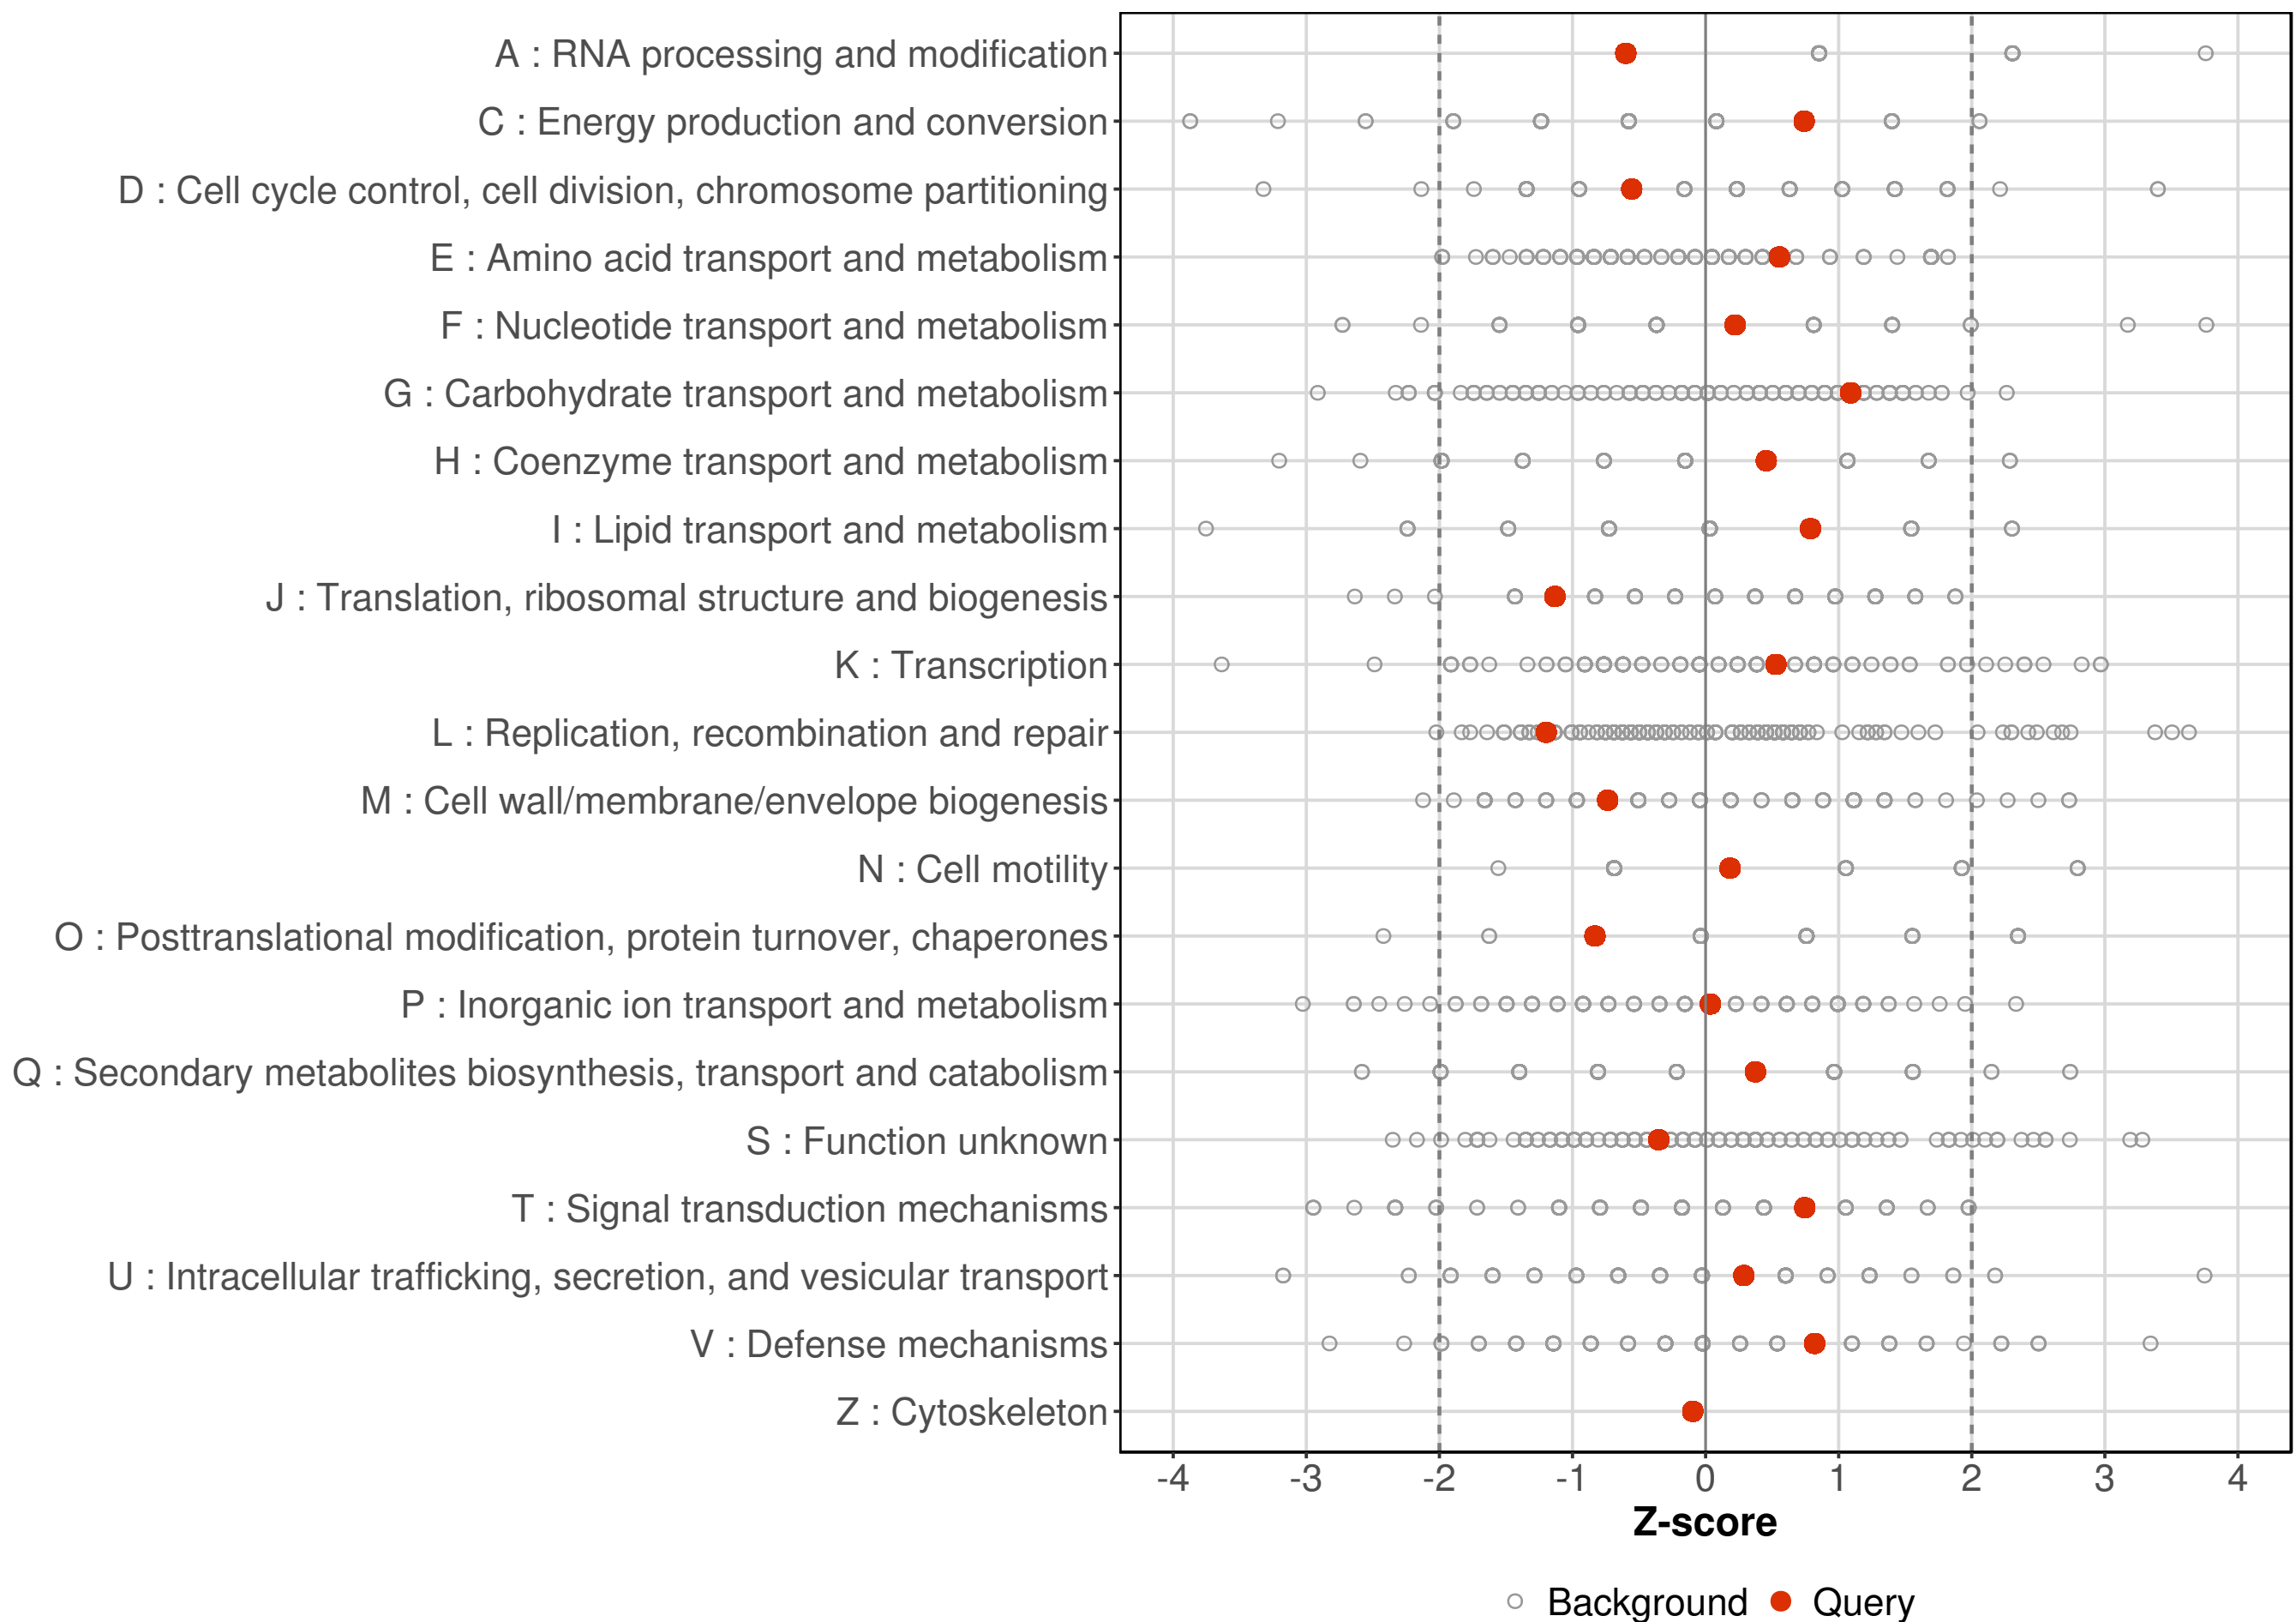 A : RNA processing and modification
C : Energy production and conversion
D : Cell cycle control, cell division, chromosome partitioning
E : Amino acid transport and metabolism
F : Nucleotide transport and metabolism
G : Carbohydrate transport and metabolism
H : Coenzyme transport and metabolism
I : Lipid transport and metabolism
J : Translation, ribosomal structure and biogenesis
K : Transcription
L : Replication, recombination and repair
M : Cell wall/membrane/envelope biogenesis
N : Cell motility
O : Posttranslational modification, protein turnover, chaperones
P : Inorganic ion transport and metabolism
Q : Secondary metabolites biosynthesis, transport and catabolism
S : Function unknown
T : Signal transduction mechanisms
U : Intracellular trafficking, secretion, and vesicular transport
V : Defense mechanisms
Z : Cytoskeleton
-4 -3 -2 -1 0 1 2 3 4
Z-score
Background Query